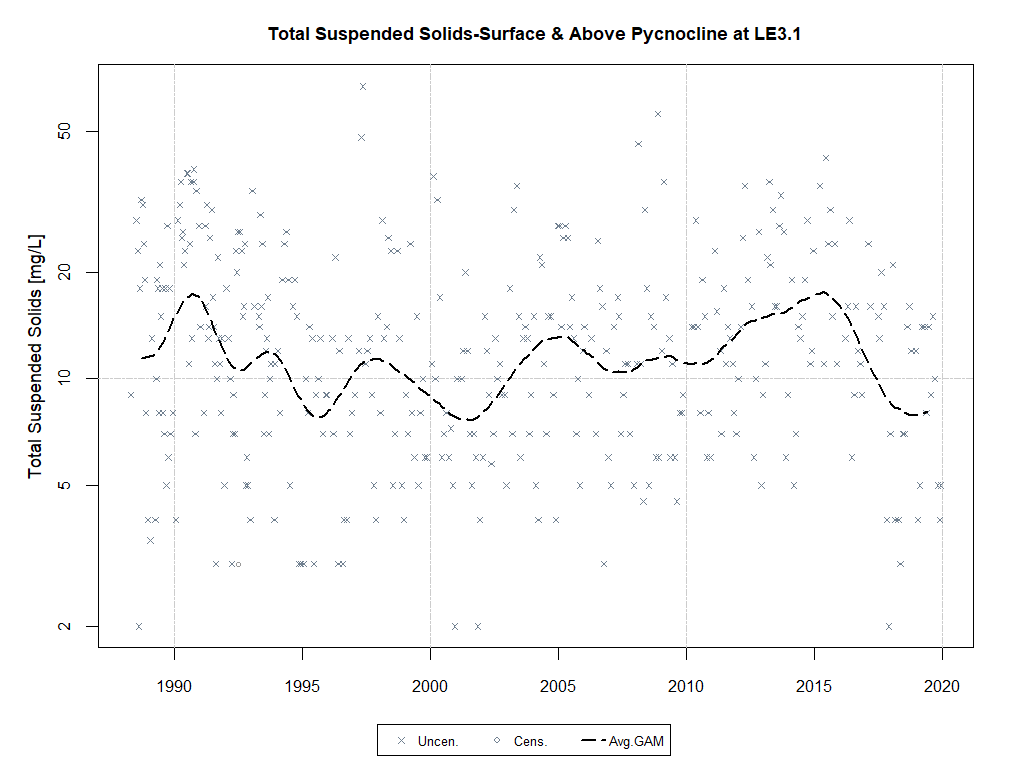 Total Suspended Solids-Surface & Above Pycnocline at LE3.1
Total Suspended Solids [mg/L]
50
20
10
5
2
1990 1995 2000 2005 2010 2015 2020
Uncen. Cens. Avg.GAM